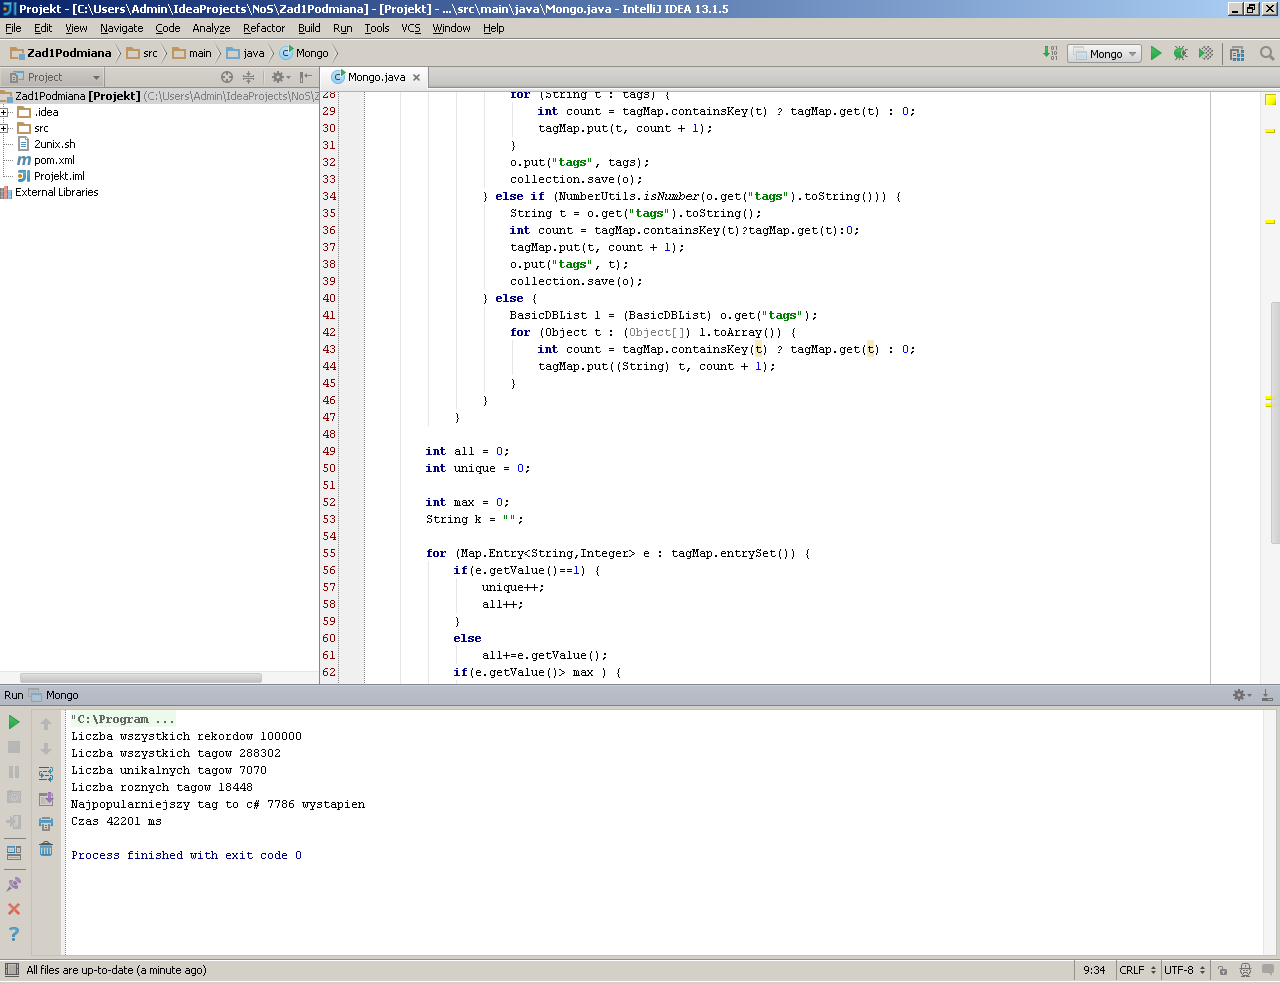 Projekt - [C:\Users\Admin\IdeaProjects\NoS\Zad1Podmiana] - [Projekt] - ...\src\main\java\Mongo.java - IntelliJ IDEA 13.1.5
File Edit View Navigate Code Analyze Refactor Build Run Tools VCS Window Help
Zad1Podmiana src main java Mongo
Mongo
Project
Mongo.java
Zad1Podmiana [Projekt] (C:\Users\Admin\IdeaProjects\NoS\Z
.idea
src
2unix.sh
pom.xml
Projekt.iml
External Libraries
28 for (String t : tags) {
29 int count = tagMap.containsKey(t) ? tagMap.get(t) : 0;
30 tagMap.put(t, count + 1);
31 }
32 o.put("tags", tags);
33 collection.save(o);
34 } else if (NumberUtils.isNumber(o.get("tags").toString())) {
35 String t = o.get("tags").toString();
36 int count = tagMap.containsKey(t)?tagMap.get(t):0;
37 tagMap.put(t, count + 1);
38 o.put("tags", t);
39 collection.save(o);
40 } else {
41 BasicDBList l = (BasicDBList) o.get("tags");
42 for (Object t : (Object[]) l.toArray()) {
43 int count = tagMap.containsKey(t) ? tagMap.get(t) : 0;
44 tagMap.put((String) t, count + 1);
45 }
46 }
47 }
48
49 int all = 0;
50 int unique = 0;
51
52 int max = 0;
53 String k = "";
54
55 for (Map.Entry<String,Integer> e : tagMap.entrySet()) {
56 if(e.getValue()==1) {
57 unique++;
58 all++;
59 }
60 else
61 all+=e.getValue();
62 if(e.getValue()> max ) {
Run Mongo
"C:\Program ...
Liczba wszystkich rekordow 100000
Liczba wszystkich tagow 288302
Liczba unikalnych tagow 7070
Liczba roznych tagow 18448
Najpopularniejszy tag to c# 7786 wystapien
Czas 42201 ms
Process finished with exit code 0
All files are up-to-date (a minute ago)
9:34 CRLF UTF-8